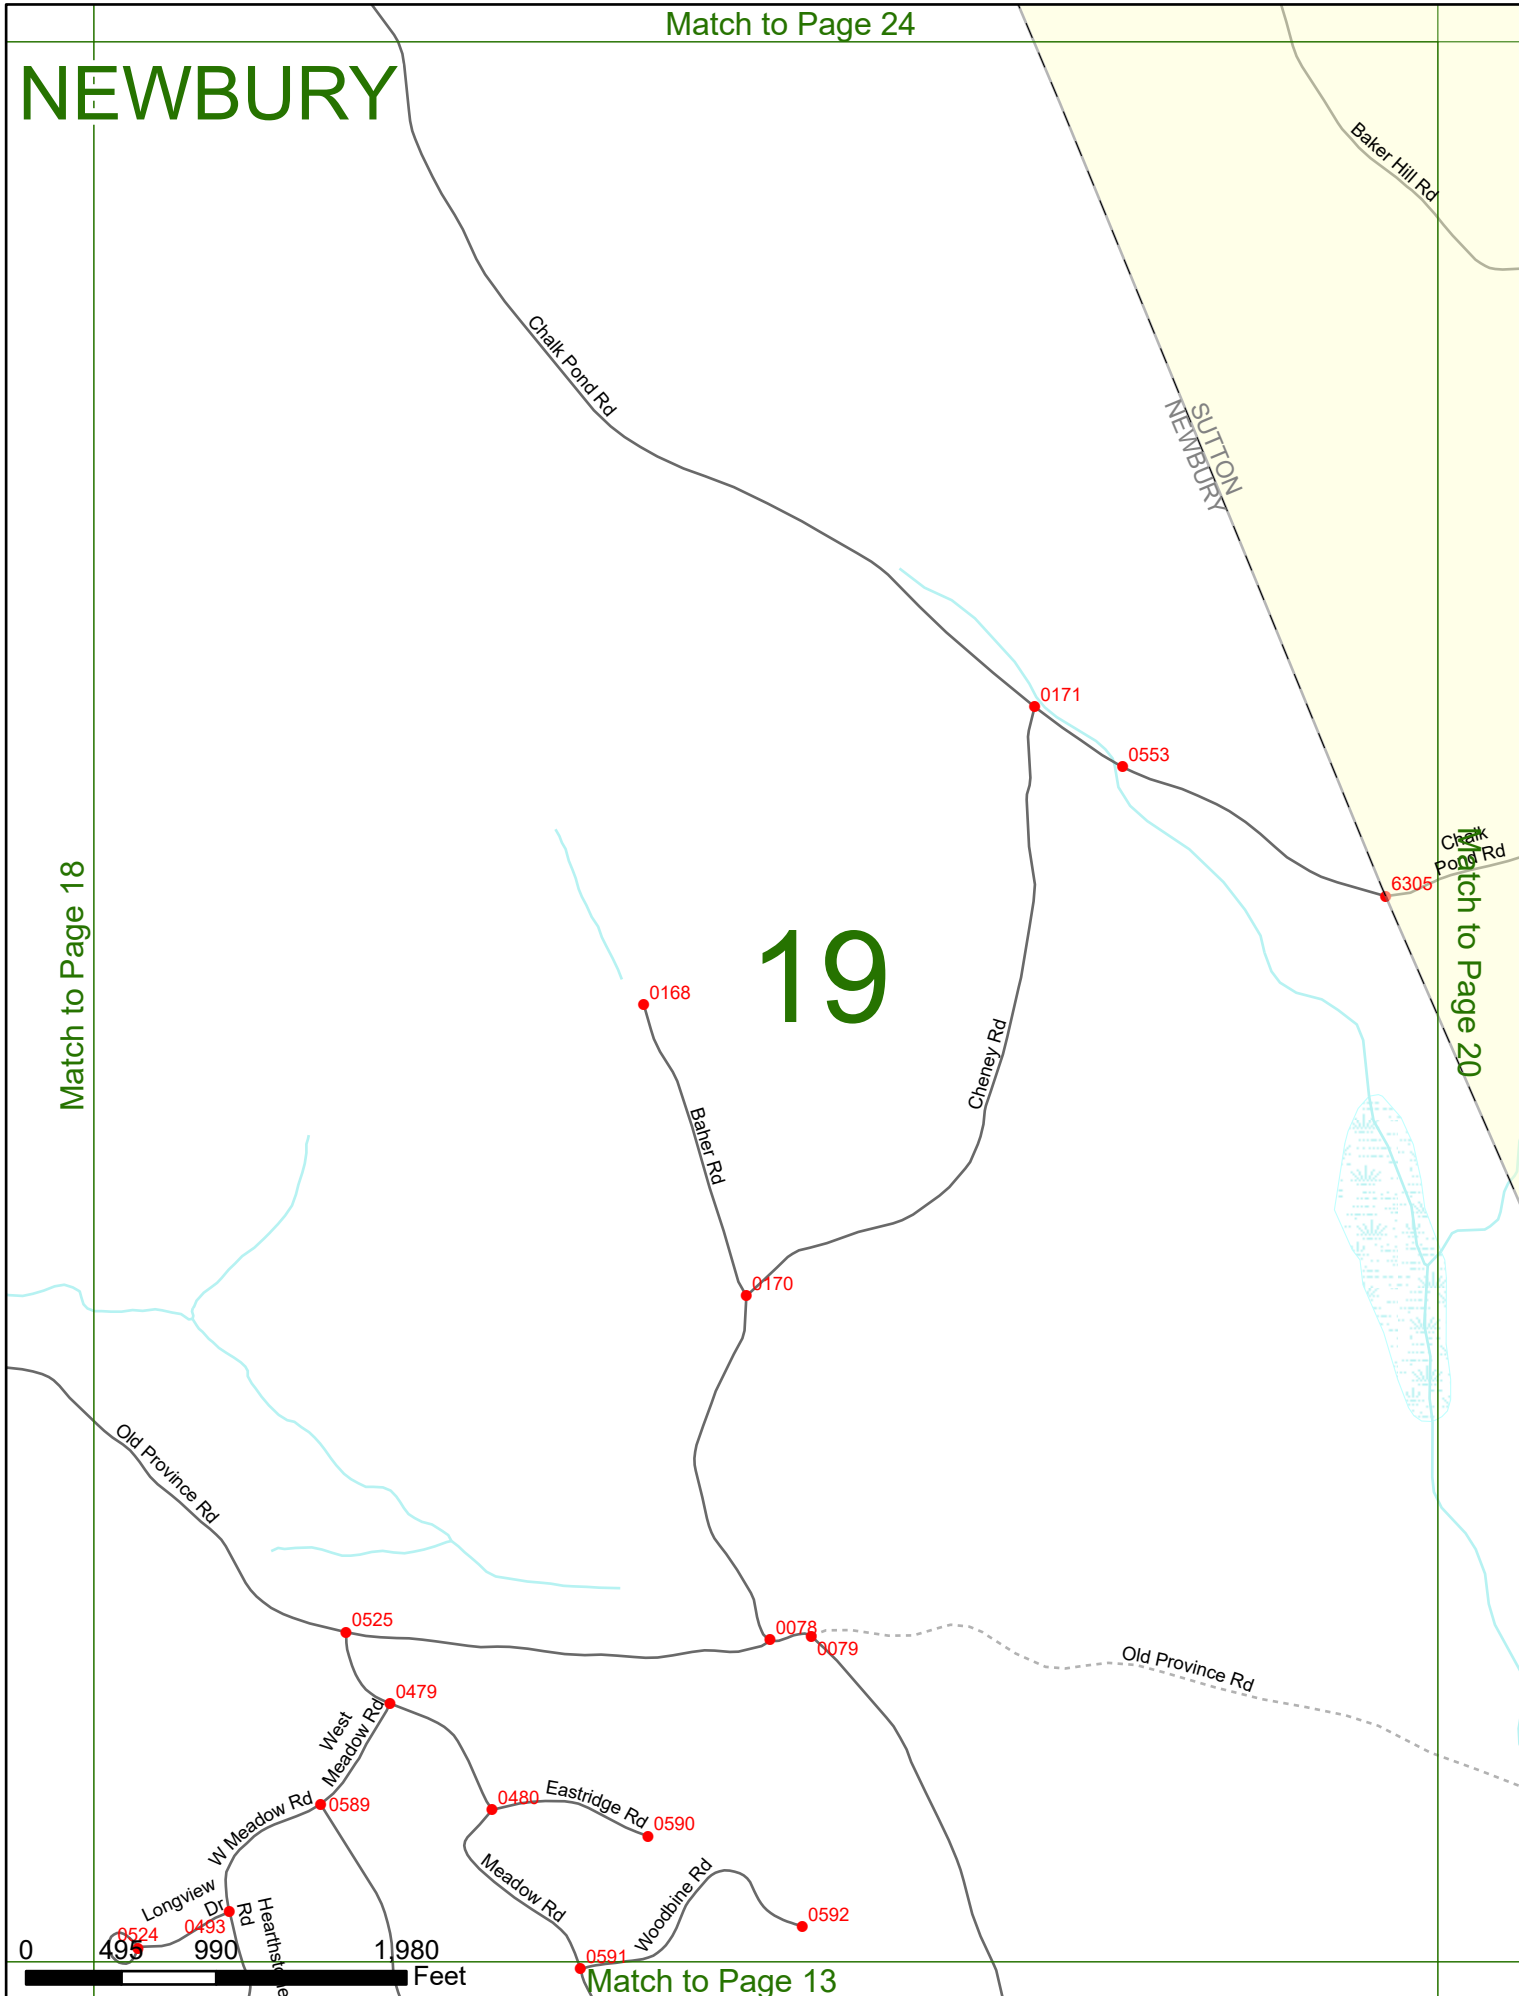 Match to Page 24
NEWBURY
Baker Hill Rd
Chalk Pond Rd
SUTTON
NEWBURY
0171
0553
Chalk
Pond Rd
6305
Match to Page 18
Match to Page 20
19
0168
Cheney Rd
Baher Rd
0170
Old Province Rd
0525
0078
0079
Old Province Rd
0479
West
Meadow Rd
0480
Eastridge Rd
0589
0590
W Meadow Rd
Meadow Rd
Woodbine Rd
Longview
Dr
Rd
Hearthstone
0493
0524
0592
0591
0 495 990 1,980
Feet
Match to Page 13